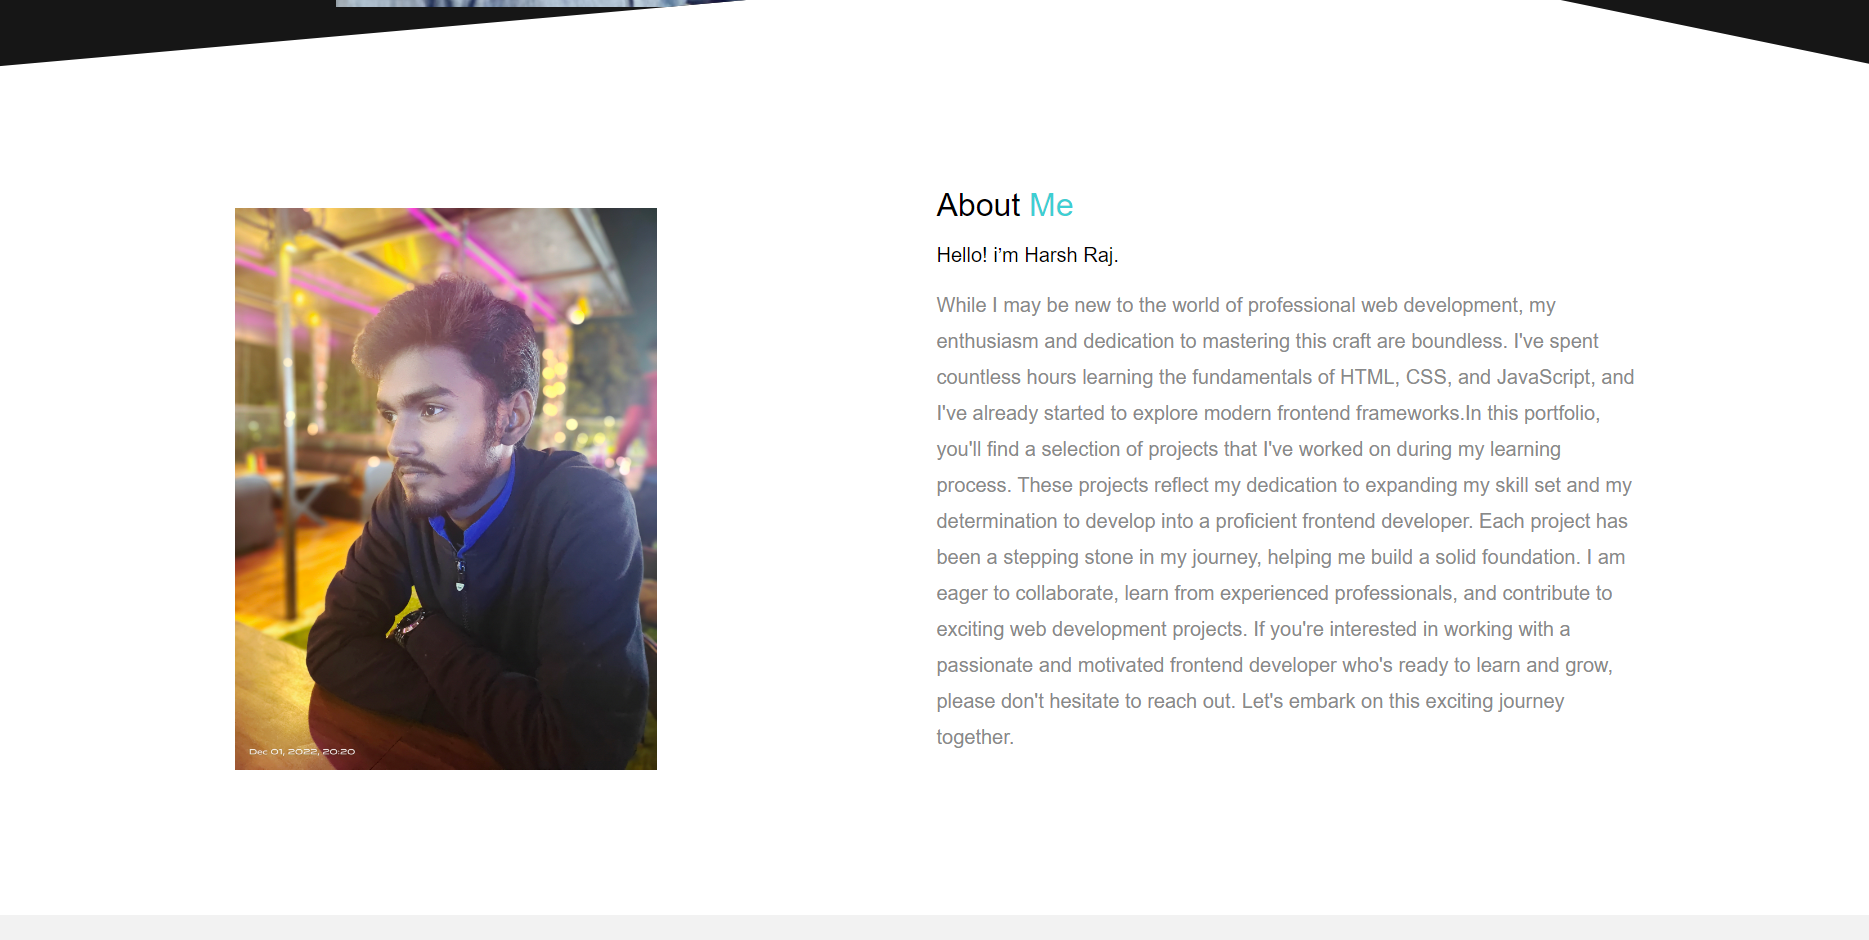 About Me
Hello! i'm Harsh Raj.
While I may be new to the world of professional web development, my
enthusiasm and dedication to mastering this craft are boundless. I've spent
countless hours learning the fundamentals of HTML, CSS, and JavaScript, and
I've already started to explore modern frontend frameworks.In this portfolio,
you'll find a selection of projects that I've worked on during my learning
process. These projects reflect my dedication to expanding my skill set and my
determination to develop into a proficient frontend developer. Each project has
been a stepping stone in my journey, helping me build a solid foundation. I am
eager to collaborate, learn from experienced professionals, and contribute to
exciting web development projects. If you're interested in working with a
passionate and motivated frontend developer who's ready to learn and grow,
please don't hesitate to reach out. Let's embark on this exciting journey
together.
Dec 01, 2022, 20:20